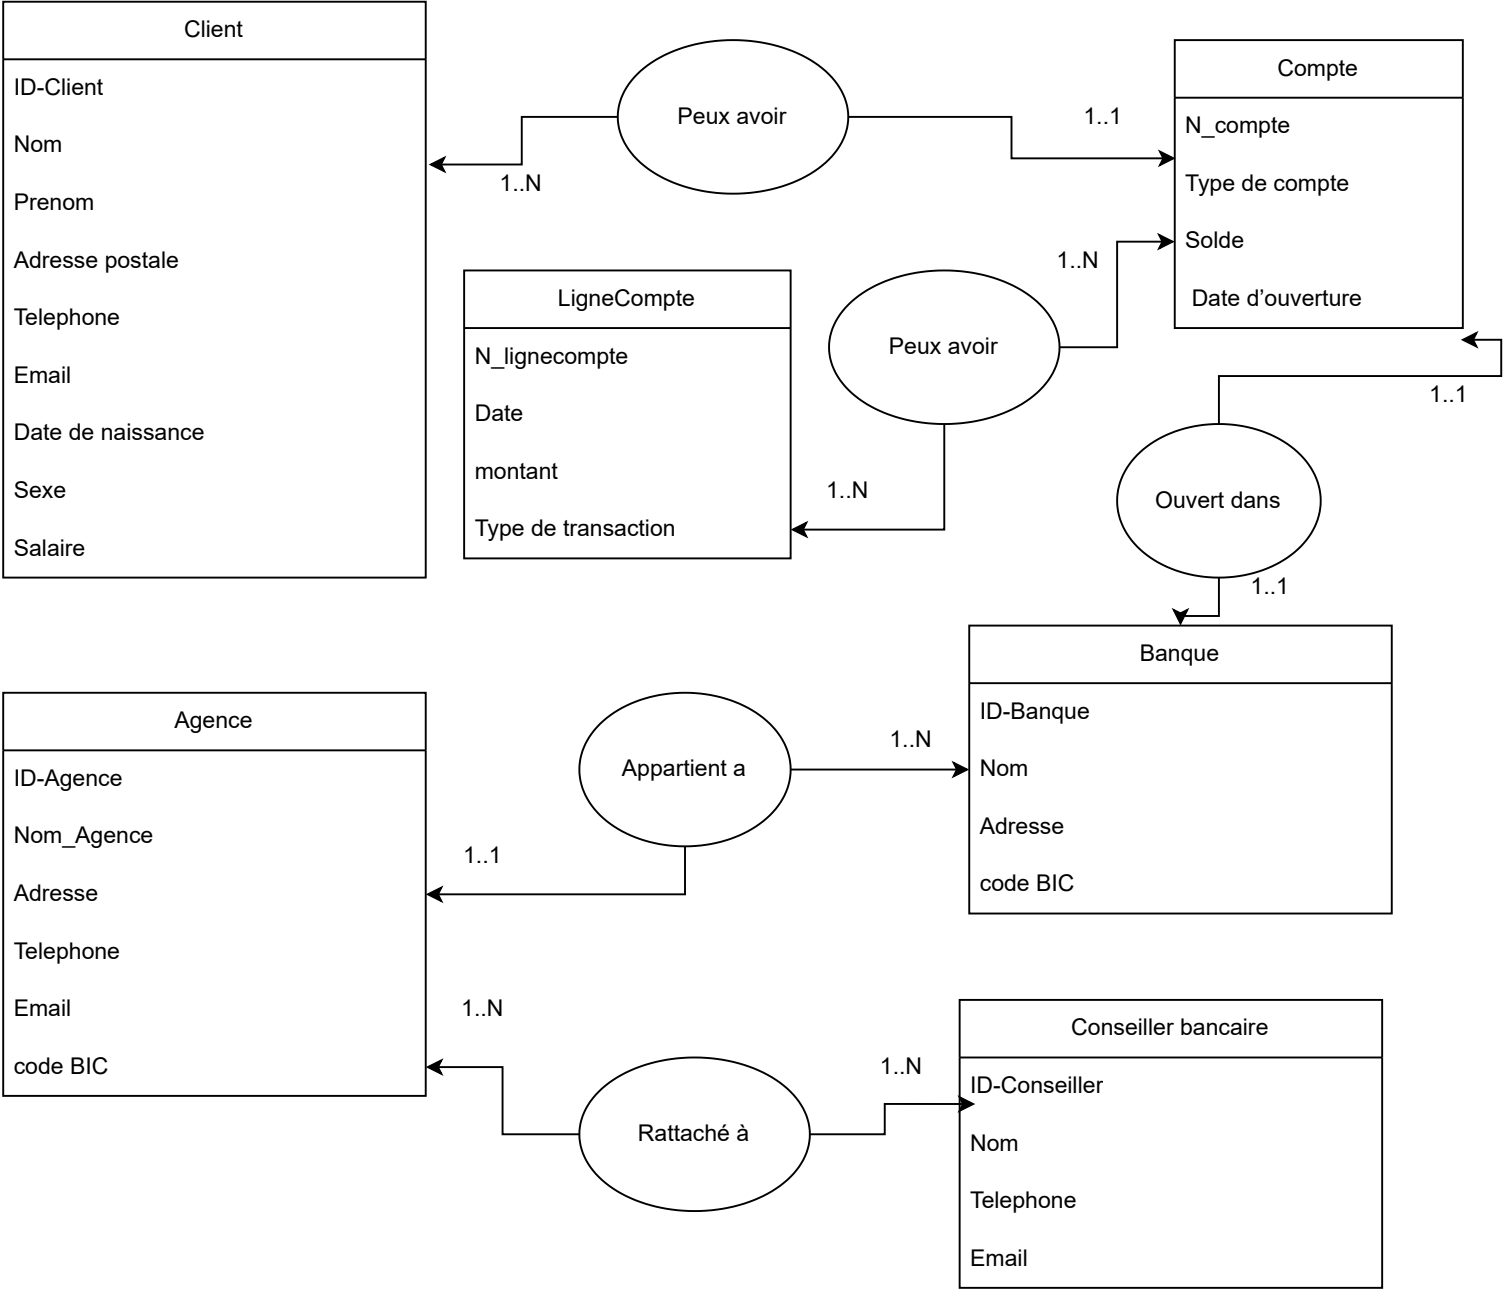 Client
ID-Client
Nom
Prenom
Adresse postale
Telephone
Email
Date de naissance
Sexe
Salaire
Peux avoir
1..N
1..1
Compte
N_compte
Type de compte
Solde
Date d’ouverture
LigneCompte
N_lignecompte
Date
montant
Type de transaction
Peux avoir
1..N
1..N
Ouvert dans
1..1
1..1
Banque
ID-Banque
Nom
Adresse
code BIC
Agence
ID-Agence
Nom_Agence
Adresse
Telephone
Email
code BIC
Appartient a
1..N
1..1
Rattaché à
1..N
1..N
Conseiller bancaire
ID-Conseiller
Nom
Telephone
Email